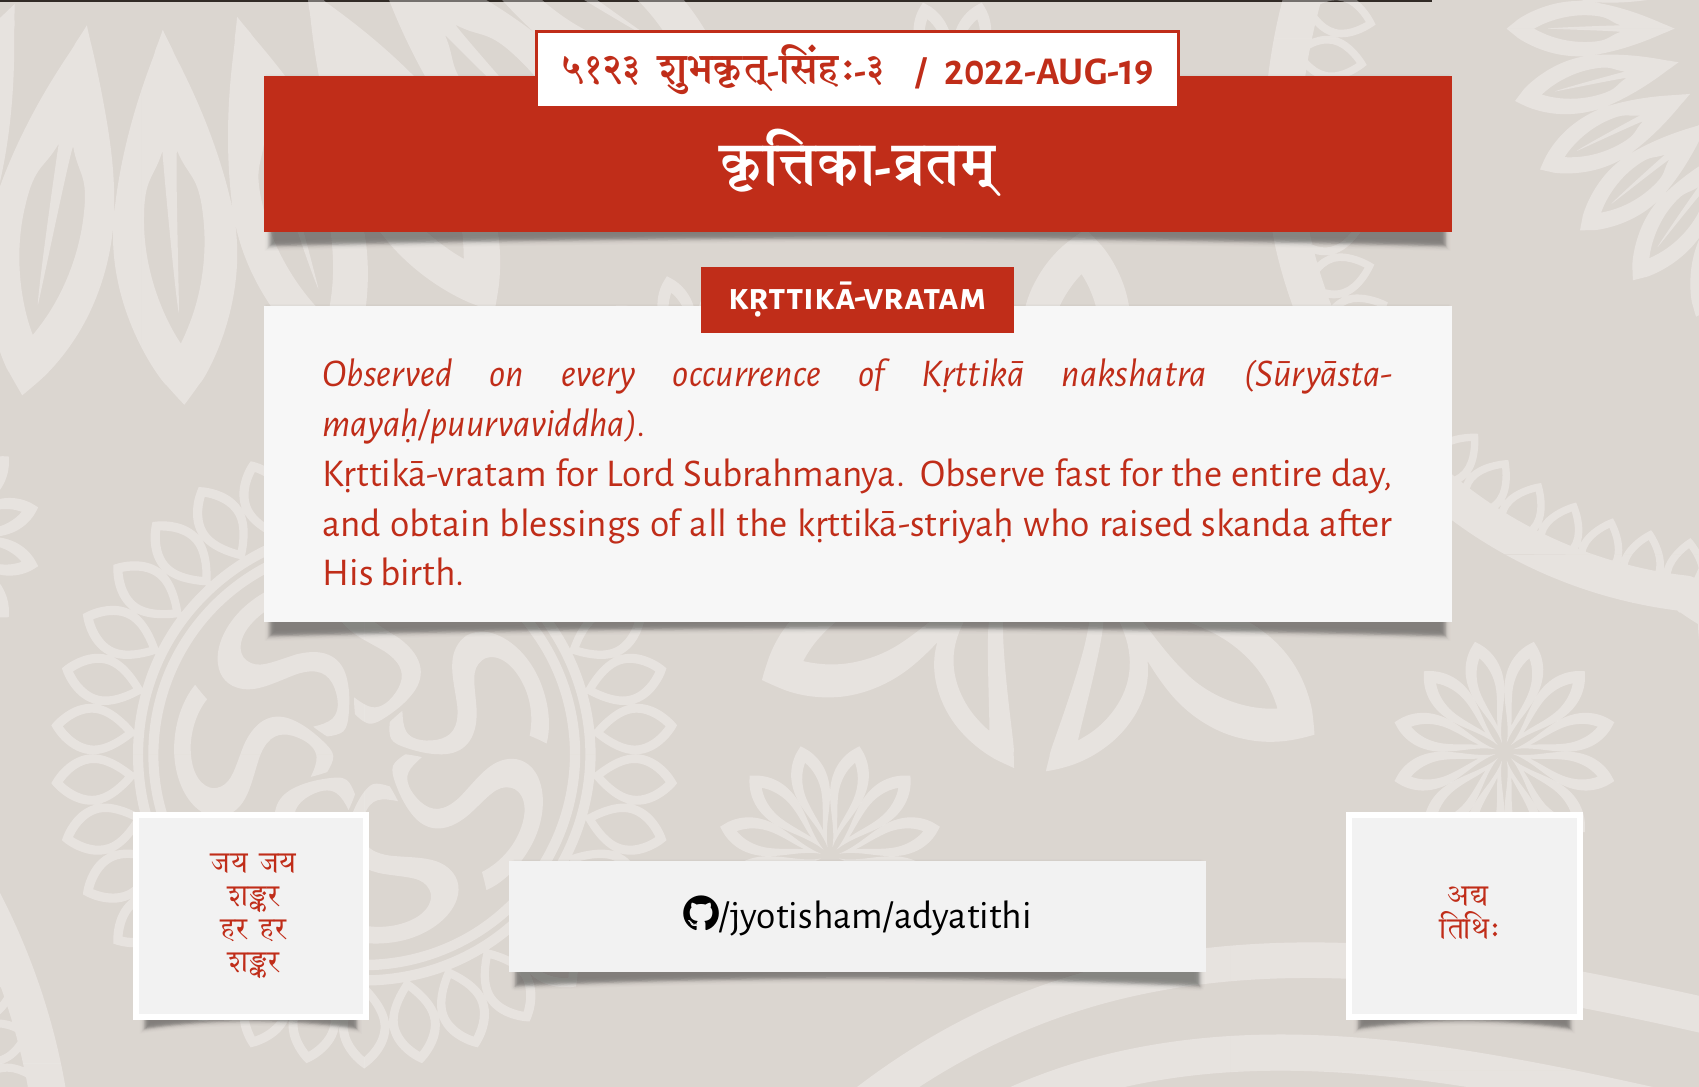 ५१२३ शुभकृत्-सिंहः-३ / 2022-AUG-19
कृत्तिका-व्रतम्
KṚTTIKĀ-VRATAM
Observed on every occurrence of Kṛttikā nakshatra (Sūryāsta-
mayaḥ/puurvaviddha).
Kṛttikā-vratam for Lord Subrahmanya. Observe fast for the entire day,
and obtain blessings of all the kṛttikā-striyaḥ who raised skanda after
His birth.
जय जय
शङ्कर
हर हर
शङ्कर
/jyotisham/adyatithi
अद्य
तिथिः